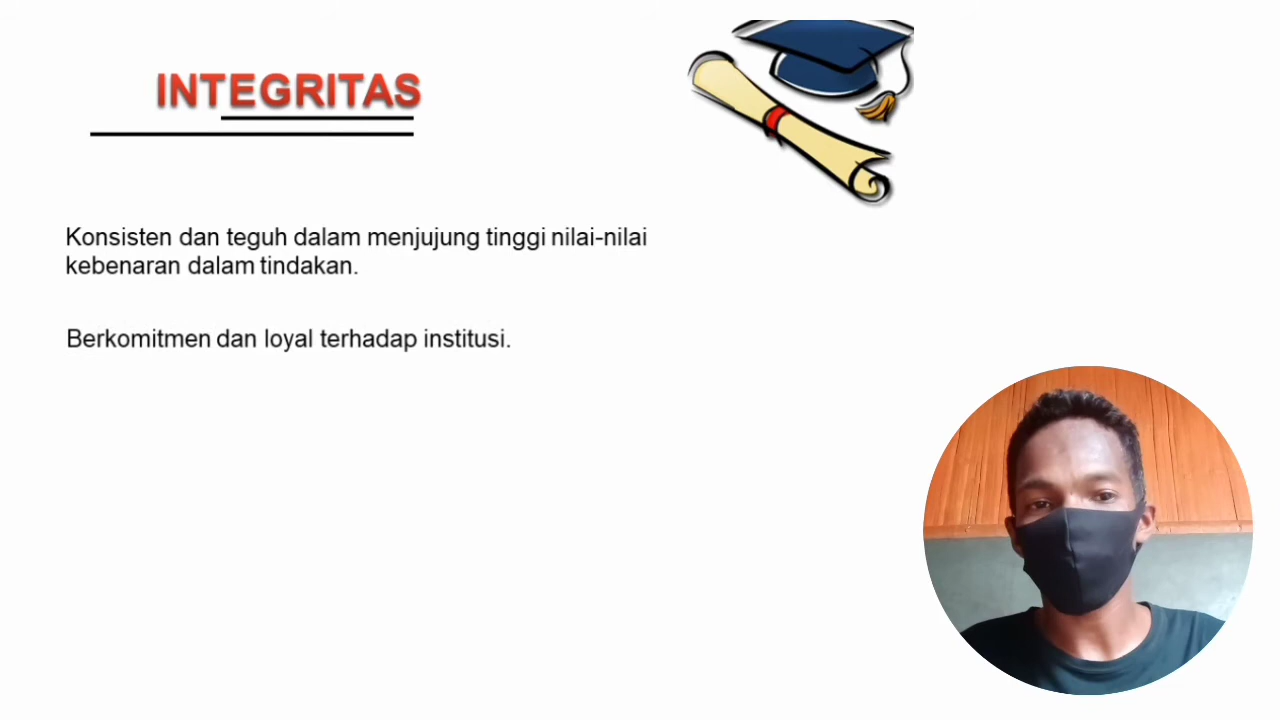 INTEGRITAS
Konsisten dan teguh dalam menjujung tinggi nilai-nilai
kebenaran dalam tindakan.
Berkomitmen dan loyal terhadap institusi.